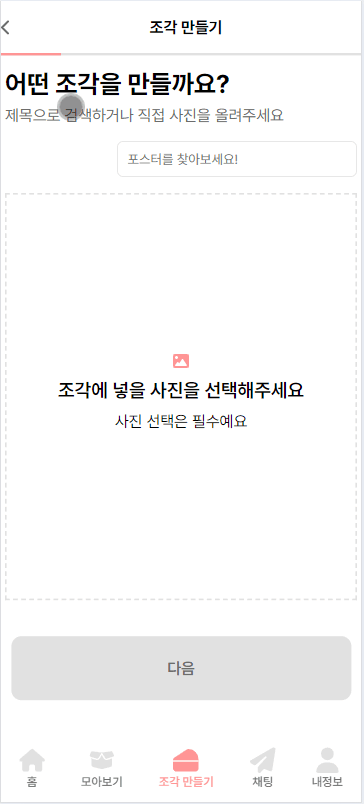 조각 만들기
어떤 조각을 만들까요?
제목으로 검색하거나 직접 사진을 올려주세요
포스터를 찾아보세요!
조각에 넣을 사진을 선택해주세요
사진 선택은 필수예요
다음
홈
모아보기
조각 만들기
채팅
내정보